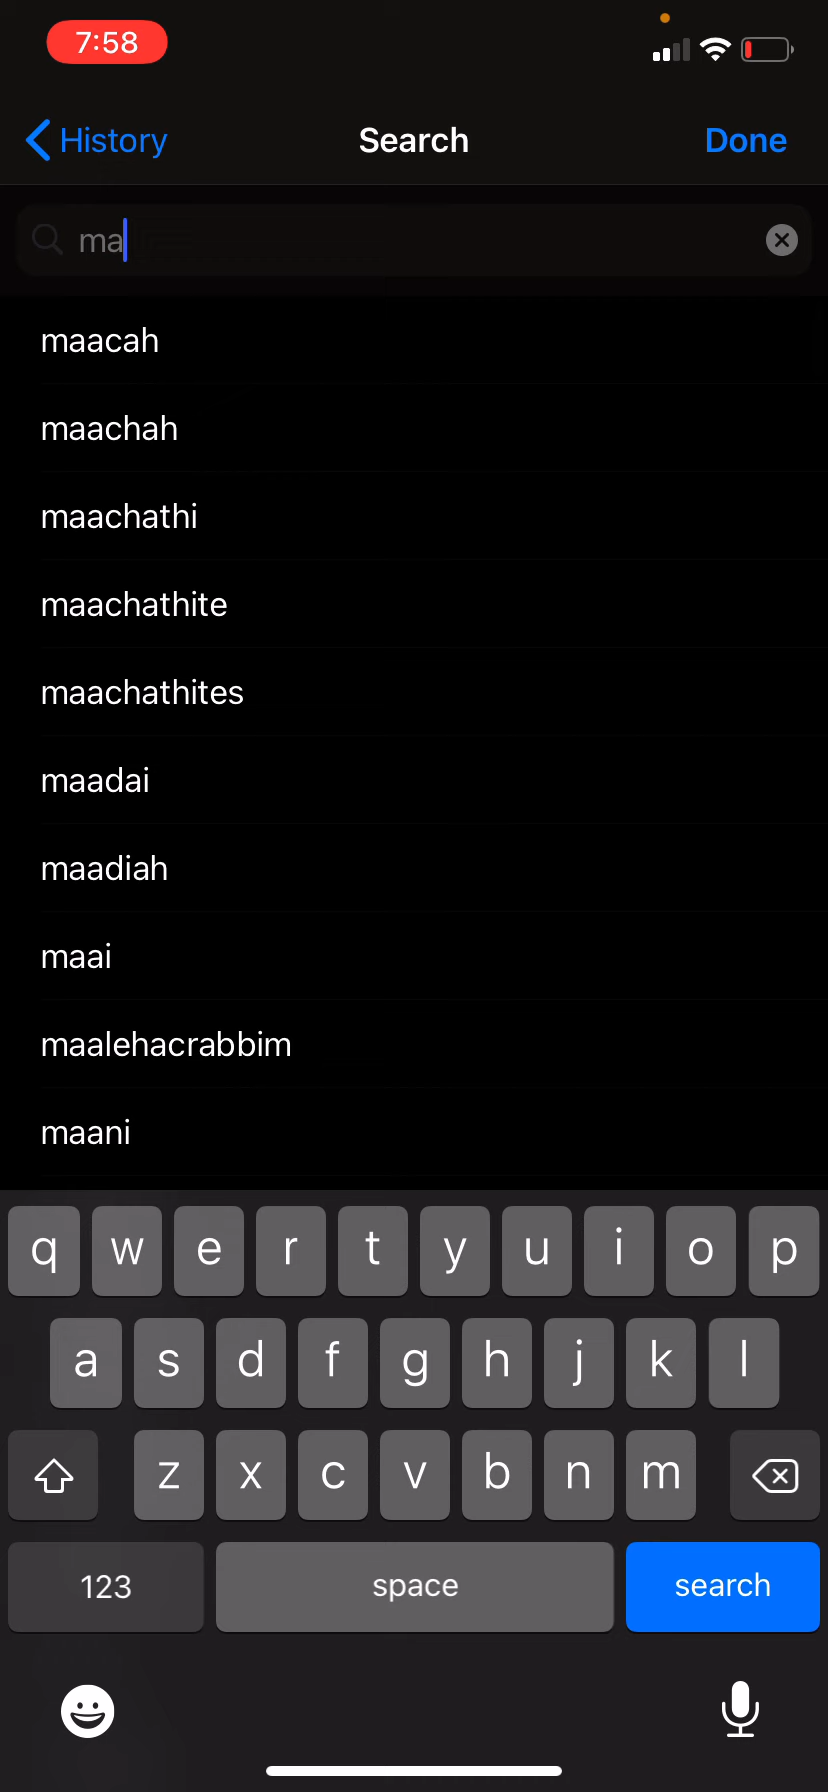 7:58
History Search Done
ma
maacah
maachah
maachathi
maachathite
maachathites
maadai
maadiah
maai
maalehacrabbim
maani
q w e r t y u i o p
a s d f g h j k l
z x c v b n m
123 space search